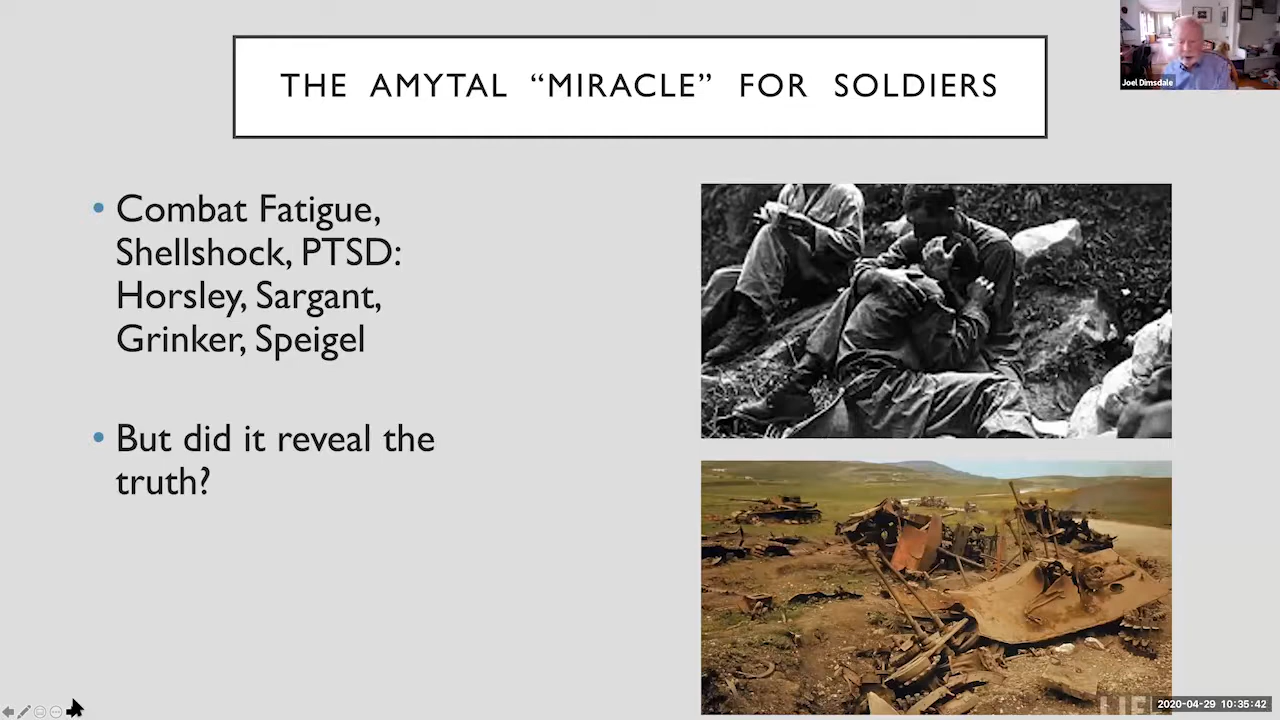 THE AMYTAL “MIRACLE” FOR SOLDIERS
Joel Dimsdale
• Combat Fatigue,
Shellshock, PTSD:
Horsley, Sargant,
Grinker, Speigel
• But did it reveal the
truth?
2020-04-29 10:35:42